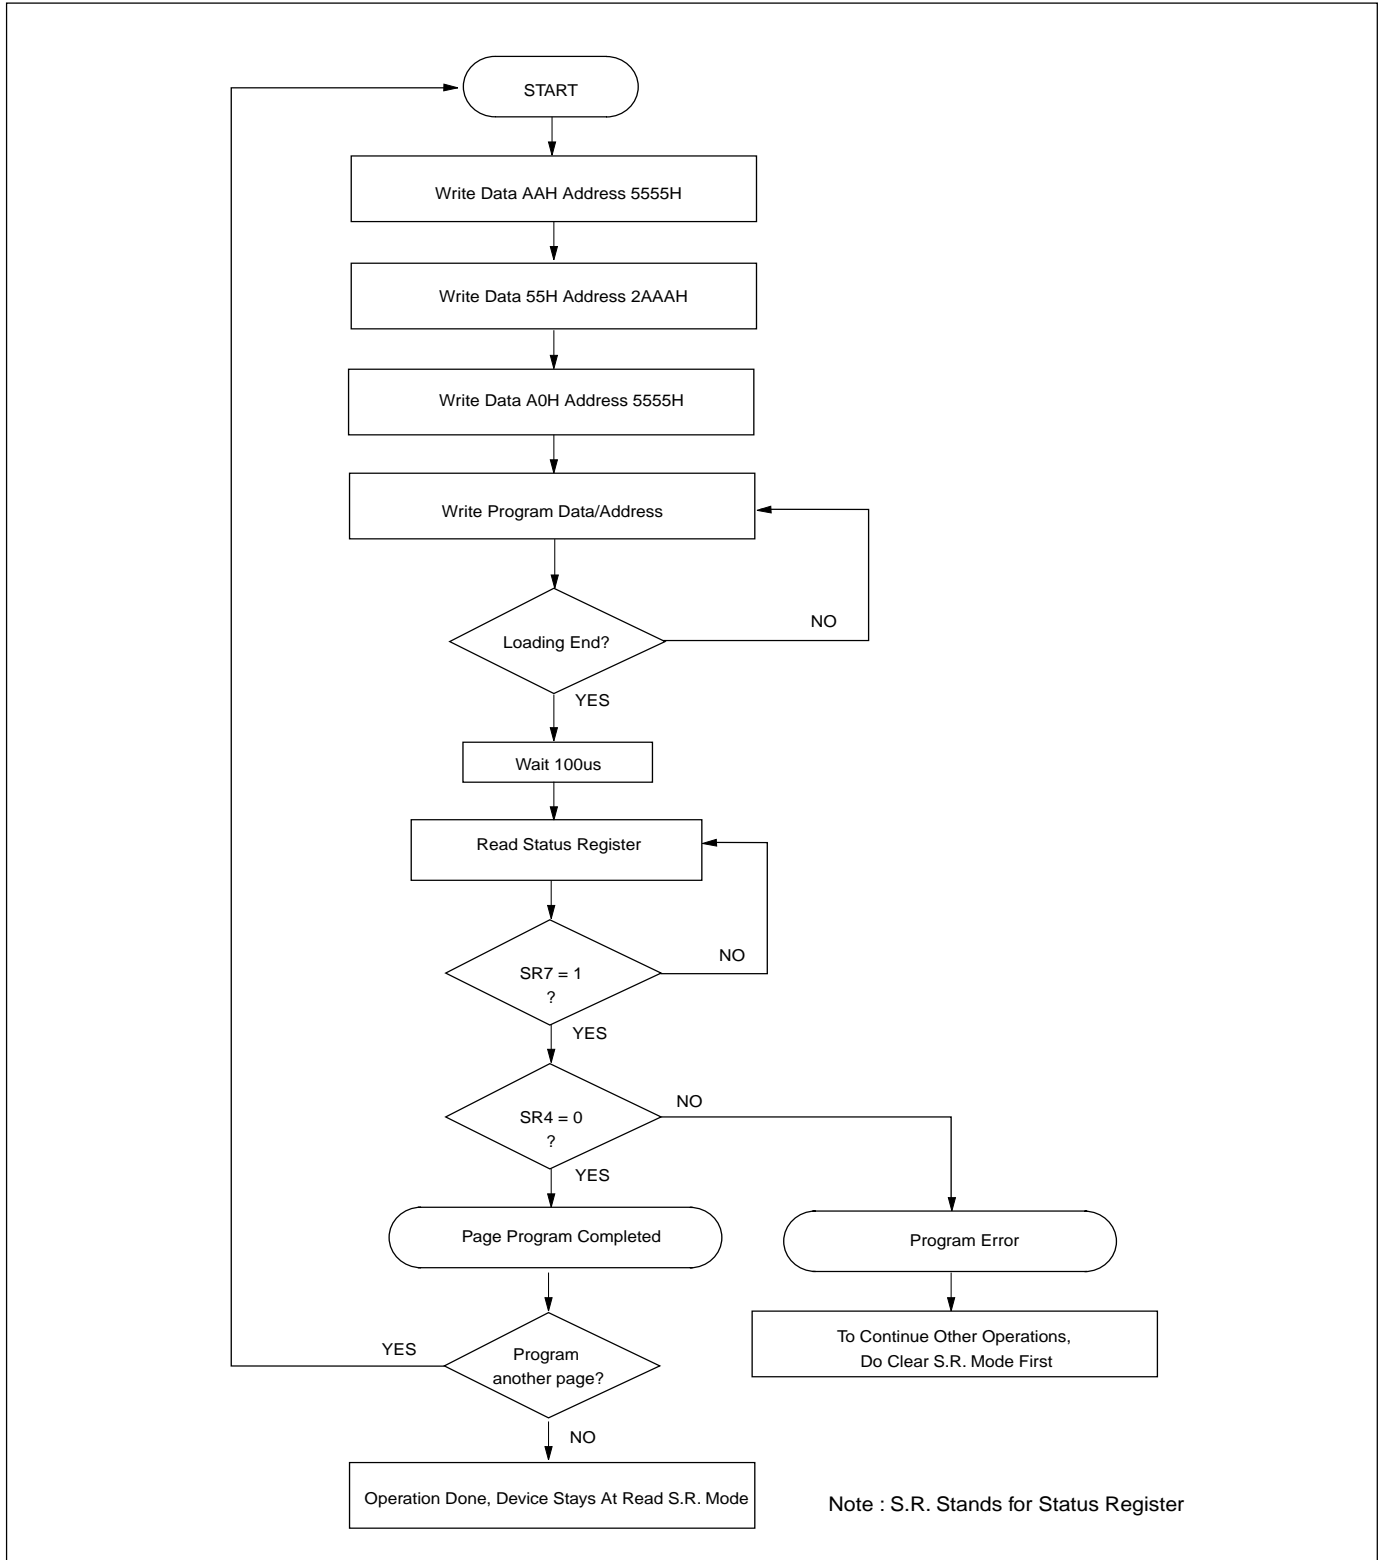 START
Write Data AAH Address 5555H
Write Data 55H Address 2AAAH
Write Data A0H Address 5555H
Write Program Data/Address
NO
Loading End?
YES
Wait 100us
Read Status Register
NO
SR7 = 1
?
YES
NO
SR4 = 0
?
YES
Page Program Completed
Program Error
To Continue Other Operations,
Do Clear S.R. Mode First
YES
Program
another page?
NO
Operation Done, Device Stays At Read S.R. Mode
Note : S.R. Stands for Status Register